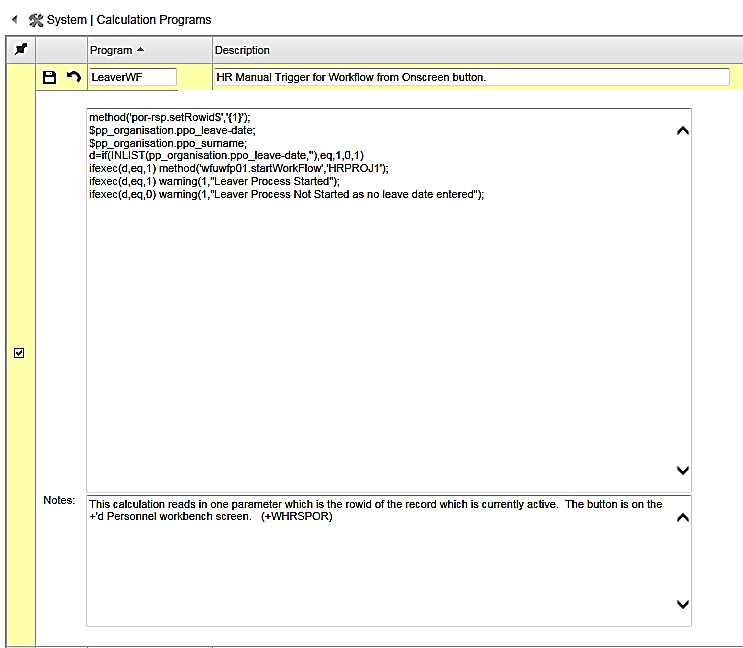 System | Calculation Programs
Program Description
LeaverWF HR Manual Trigger for Workflow from Onscreen button.
method('por-rsp.setRowid$','{1}');
$pp_organisation.ppo_leave-date;
$pp_organisation.ppo_surname;
d=if(INLIST(pp_organisation.ppo_leave-date,''),eq,1,0,1)
ifexec(d,eq,1) method('wfuwfp01.startWorkFlow','HRPROJ1');
ifexec(d,eq,1) warning(1,"Leaver Process Started");
ifexec(d,eq,0) warning(1,"Leaver Process Not Started as no leave date entered");
Notes:
This calculation reads in one parameter which is the rowid of the record which is currently active. The button is on the
+'d Personnel workbench screen. (+WHRSPOR)